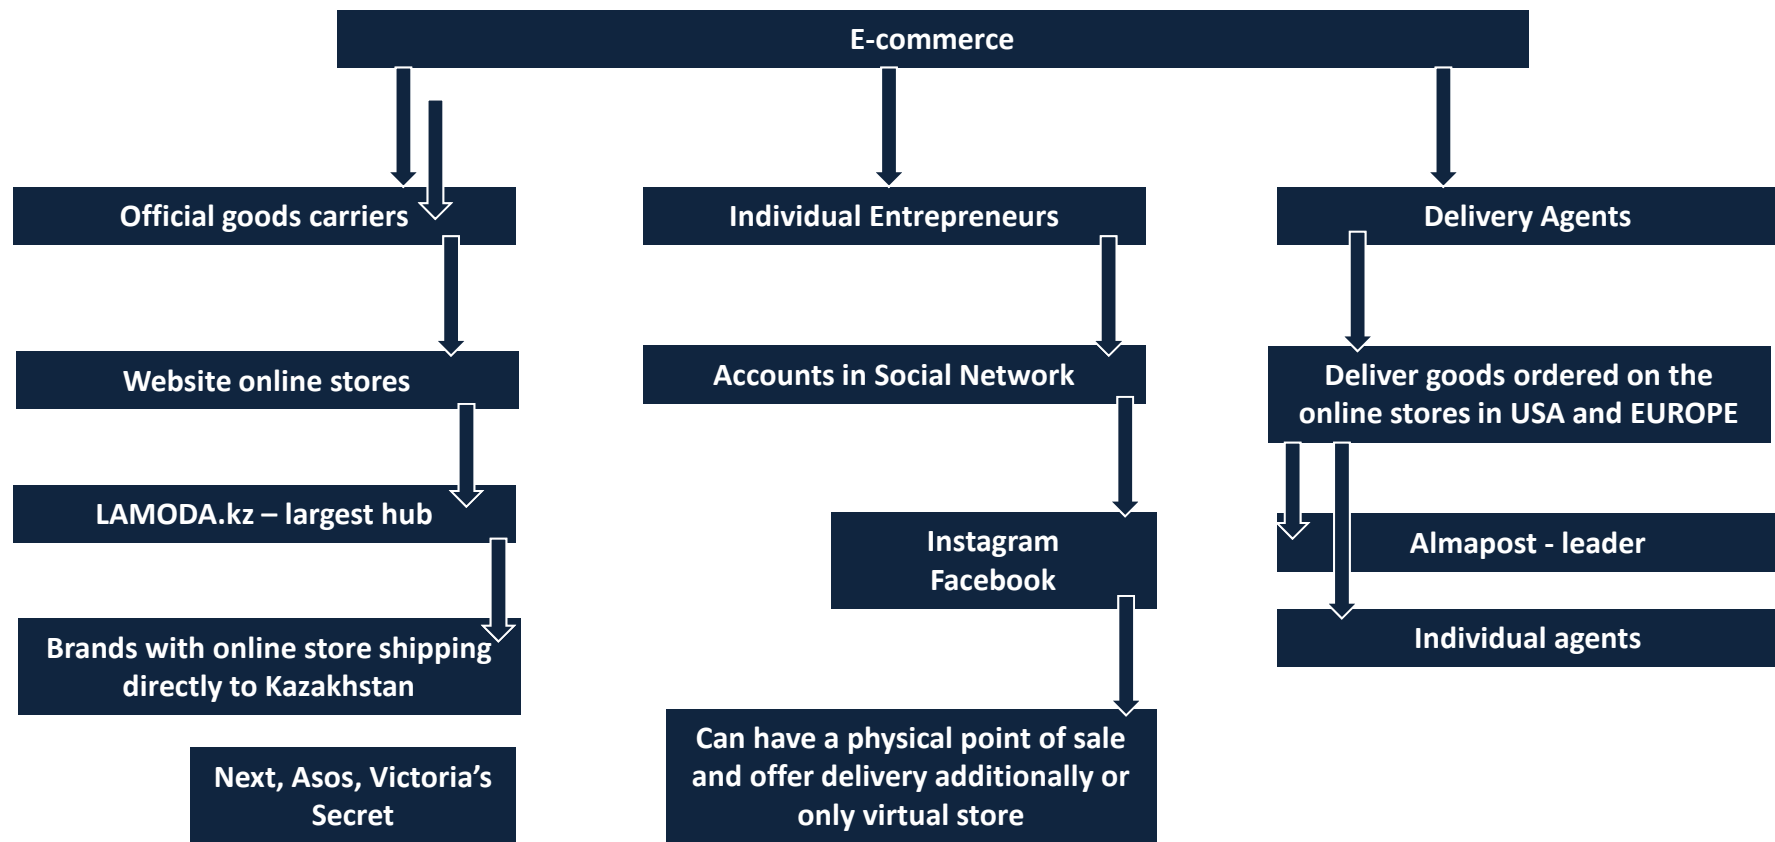 E-commerce
Official goods carriers
Individual Entrepreneurs
Delivery Agents
Website online stores
Accounts in Social Network
Deliver goods ordered on the
online stores in USA and EUROPE
LAMODA.kz – largest hub
Instagram
Facebook
Almapost - leader
Brands with online store shipping
directly to Kazakhstan
Individual agents
Next, Asos, Victoria’s
Secret
Can have a physical point of sale
and offer delivery additionally or
only virtual store